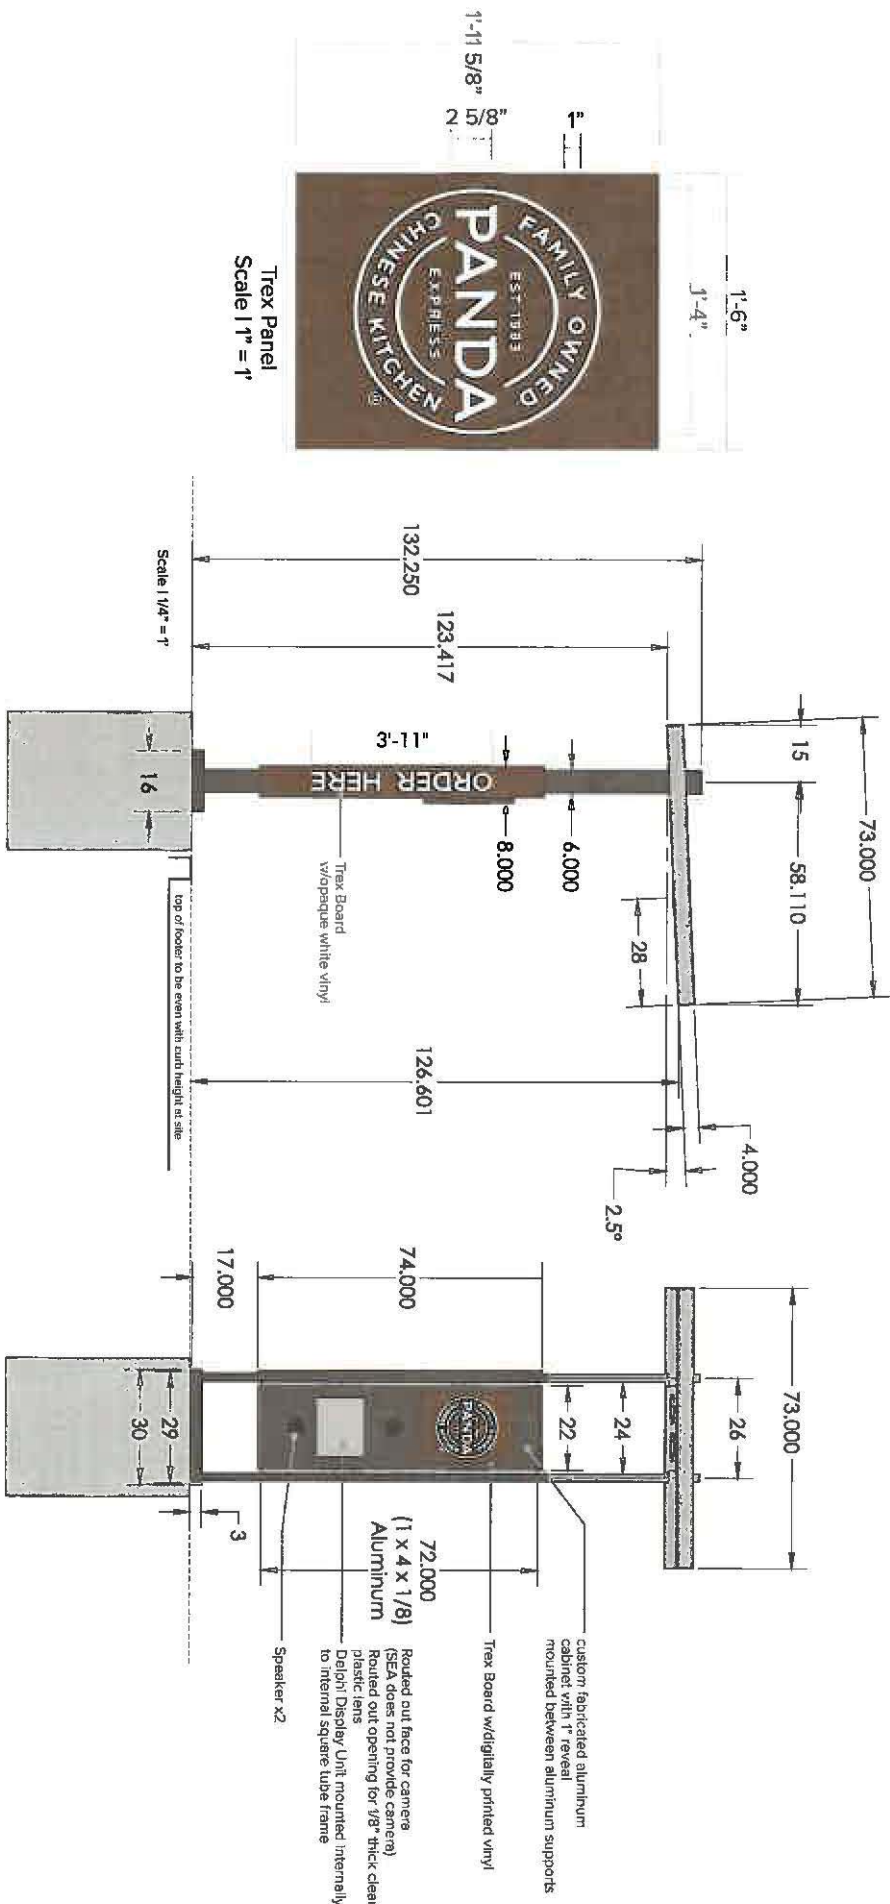 1'-6"
1'-4"
1'-11 5/8"
2 5/8"
1"
FAMILY OWNED
EST 1983
PANDA
EXPRESS
CHINESE KITCHEN
®
Trex Panel
Scale | 1" = 1'
73.000
15
58.110
28
4.000
2.5°
132.250
123.417
126.601
6.000
8.000
3'-11"
ORDER HERE
Trex Board
w/opaque white vinyl
16
top of footer to be even with curb height at site
Scale | 1/4" = 1'
73.000
26
24
22
74.000
17.000
PANDA
29
30
3
72.000
(1 x 4 x 1/8)
Aluminum
custom fabricated aluminum
cabinet with 1" reveal
mounted between aluminum supports
Trex Board w/digitally printed vinyl
Routed out face for camera
(SEA does not provide camera)
Routed out opening for 1/8" thick clear
plastic lens
Delphi Display Unit mounted internally
to internal square tube frame
Speaker x2